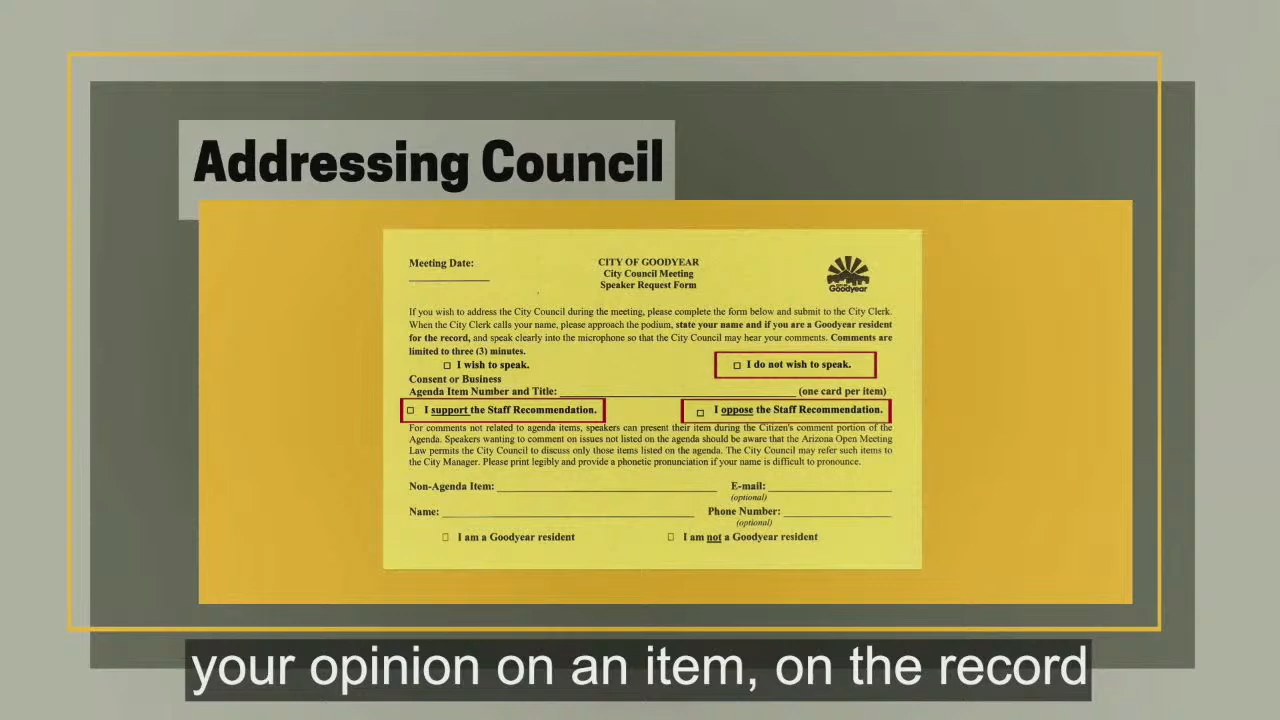 Addressing Council
Meeting Date:
CITY OF GOODYEAR
City Council Meeting
Speaker Request Form
Goodyear
If you wish to address the City Council during the meeting, please complete the form below and submit to the City Clerk.
When the City Clerk calls your name, please approach the podium, state your name and if you are a Goodyear resident
for the record, and speak clearly into the microphone so that the City Council may hear your comments. Comments are
limited to three (3) minutes.
I wish to speak.
I do not wish to speak.
Consent or Business
Agenda Item Number and Title: (one card per item)
I support the Staff Recommendation.
I oppose the Staff Recommendation.
For comments not related to agenda items, speakers can present their item during the Citizen's comment portion of the
Agenda. Speakers wanting to comment on issues not listed on the agenda should be aware that the Arizona Open Meeting
Law permits the City Council to discuss only those items listed on the agenda. The City Council may refer such items to
the City Manager. Please print legibly and provide a phonetic pronunciation if your name is difficult to pronounce.
Non-Agenda Item: E-mail:
(optional)
Name: Phone Number:
(optional)
I am a Goodyear resident
I am not a Goodyear resident
your opinion on an item, on the record